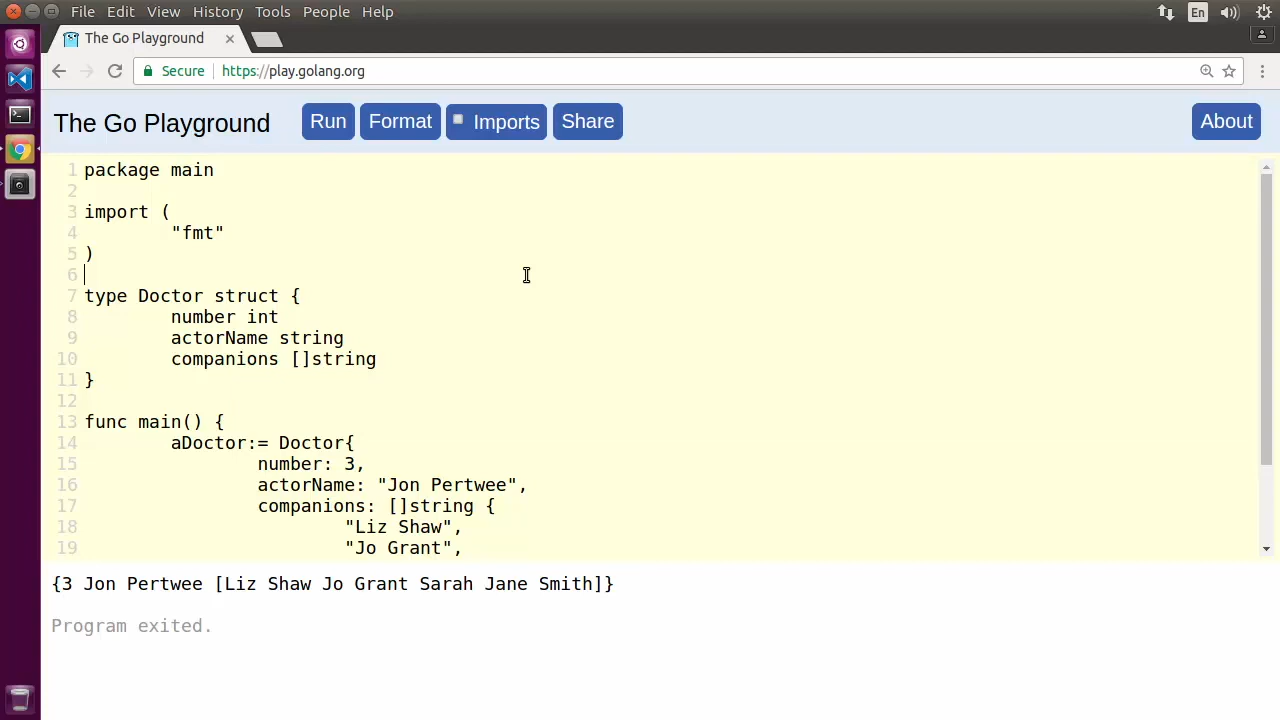 File Edit View History Tools People Help
En
The Go Playground
Secure https://play.golang.org
The Go Playground Run Format Imports Share About
1 package main
2
3 import (
4 "fmt"
5 )
6
7 type Doctor struct {
8 number int
9 actorName string
10 companions []string
11 }
12
13 func main() {
14 aDoctor:= Doctor{
15 number: 3,
16 actorName: "Jon Pertwee",
17 companions: []string {
18 "Liz Shaw",
19 "Jo Grant",
{3 Jon Pertwee [Liz Shaw Jo Grant Sarah Jane Smith]}
Program exited.